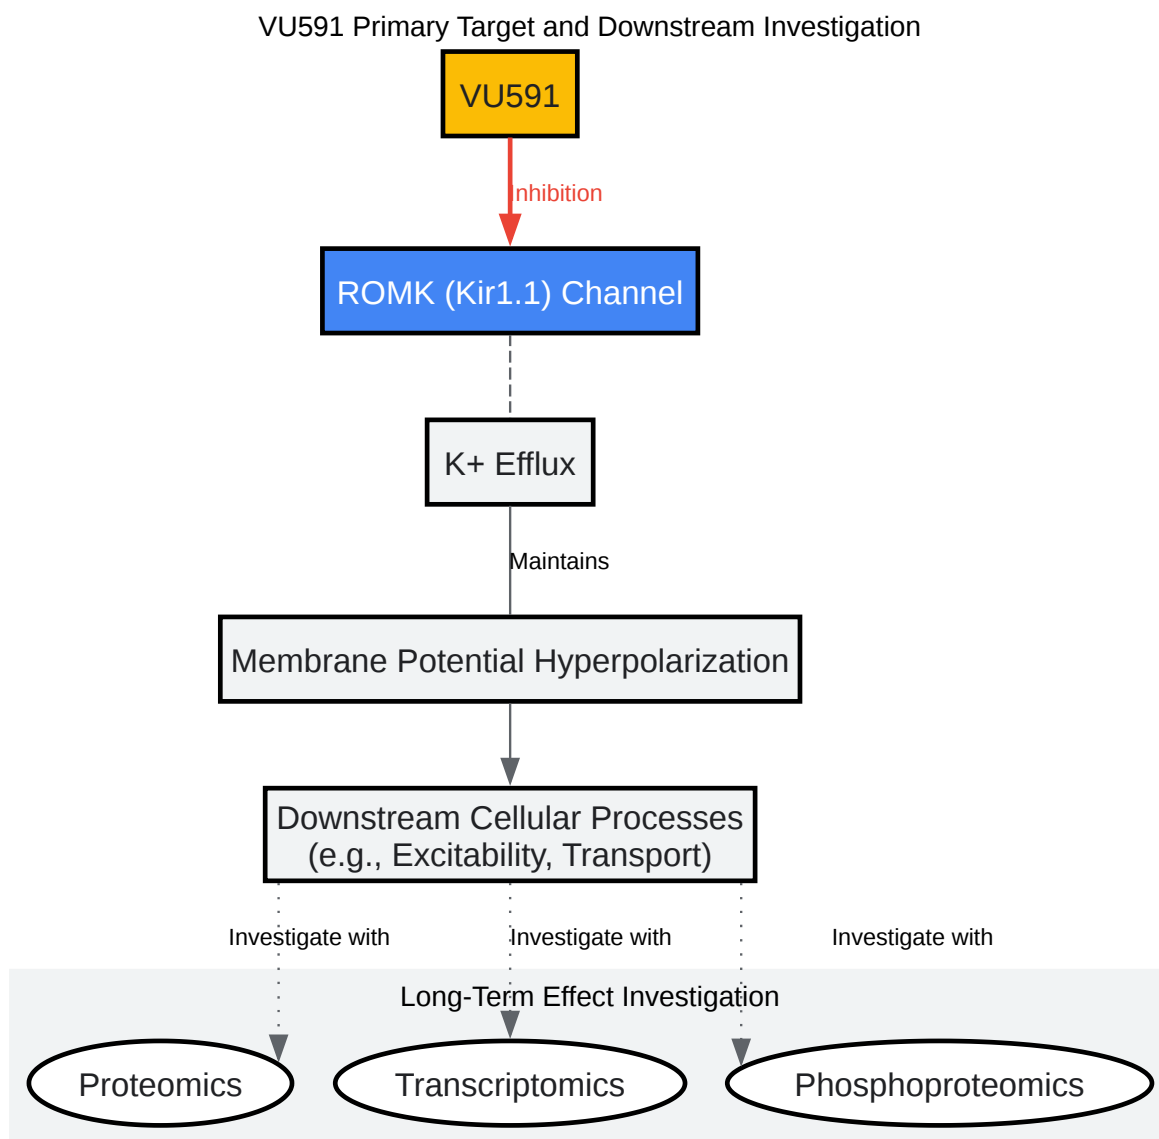 VU591 Primary Target and Downstream Investigation
VU591
Inhibition
ROMK (Kir1.1) Channel
K+ Efflux
Maintains
Membrane Potential Hyperpolarization
Downstream Cellular Processes
(e.g., Excitability, Transport)
Investigate with
Investigate with
Investigate with
Long-Term Effect Investigation
Proteomics
Transcriptomics
Phosphoproteomics